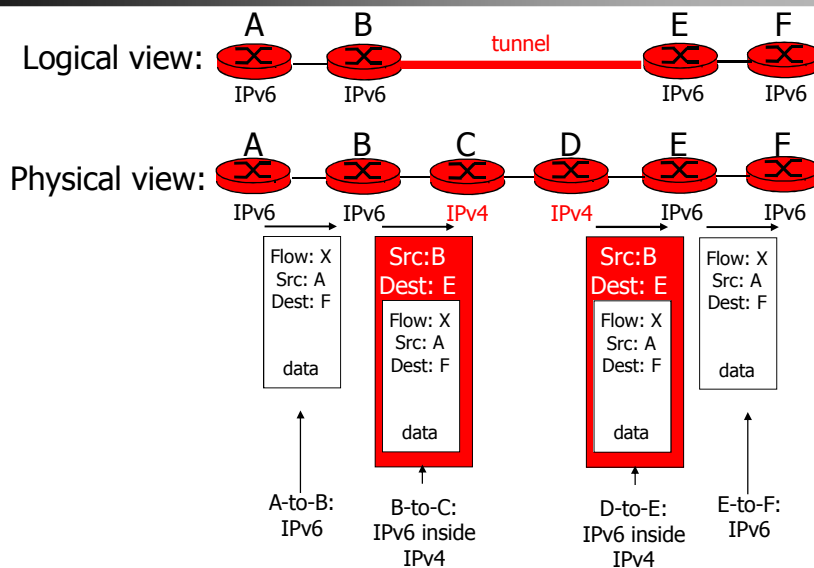 A B E F
Logical view:
tunnel
IPv6 IPv6 IPv6 IPv6
A B C D E F
Physical view:
IPv6 IPv6 IPv4 IPv4 IPv6 IPv6
Flow: X
Src: A
Dest: F
data
Src:B
Dest: E
Flow: X
Src: A
Dest: F
data
Src:B
Dest: E
Flow: X
Src: A
Dest: F
data
Flow: X
Src: A
Dest: F
data
A-to-B:
IPv6
B-to-C:
IPv6 inside
IPv4
D-to-E:
IPv6 inside
IPv4
E-to-F:
IPv6